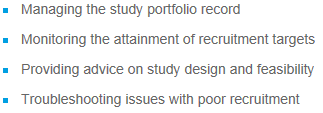 Managing the study portfolio record
Monitoring the attainment of recruitment targets
Providing advice on study design and feasibility
Troubleshooting issues with poor recruitment